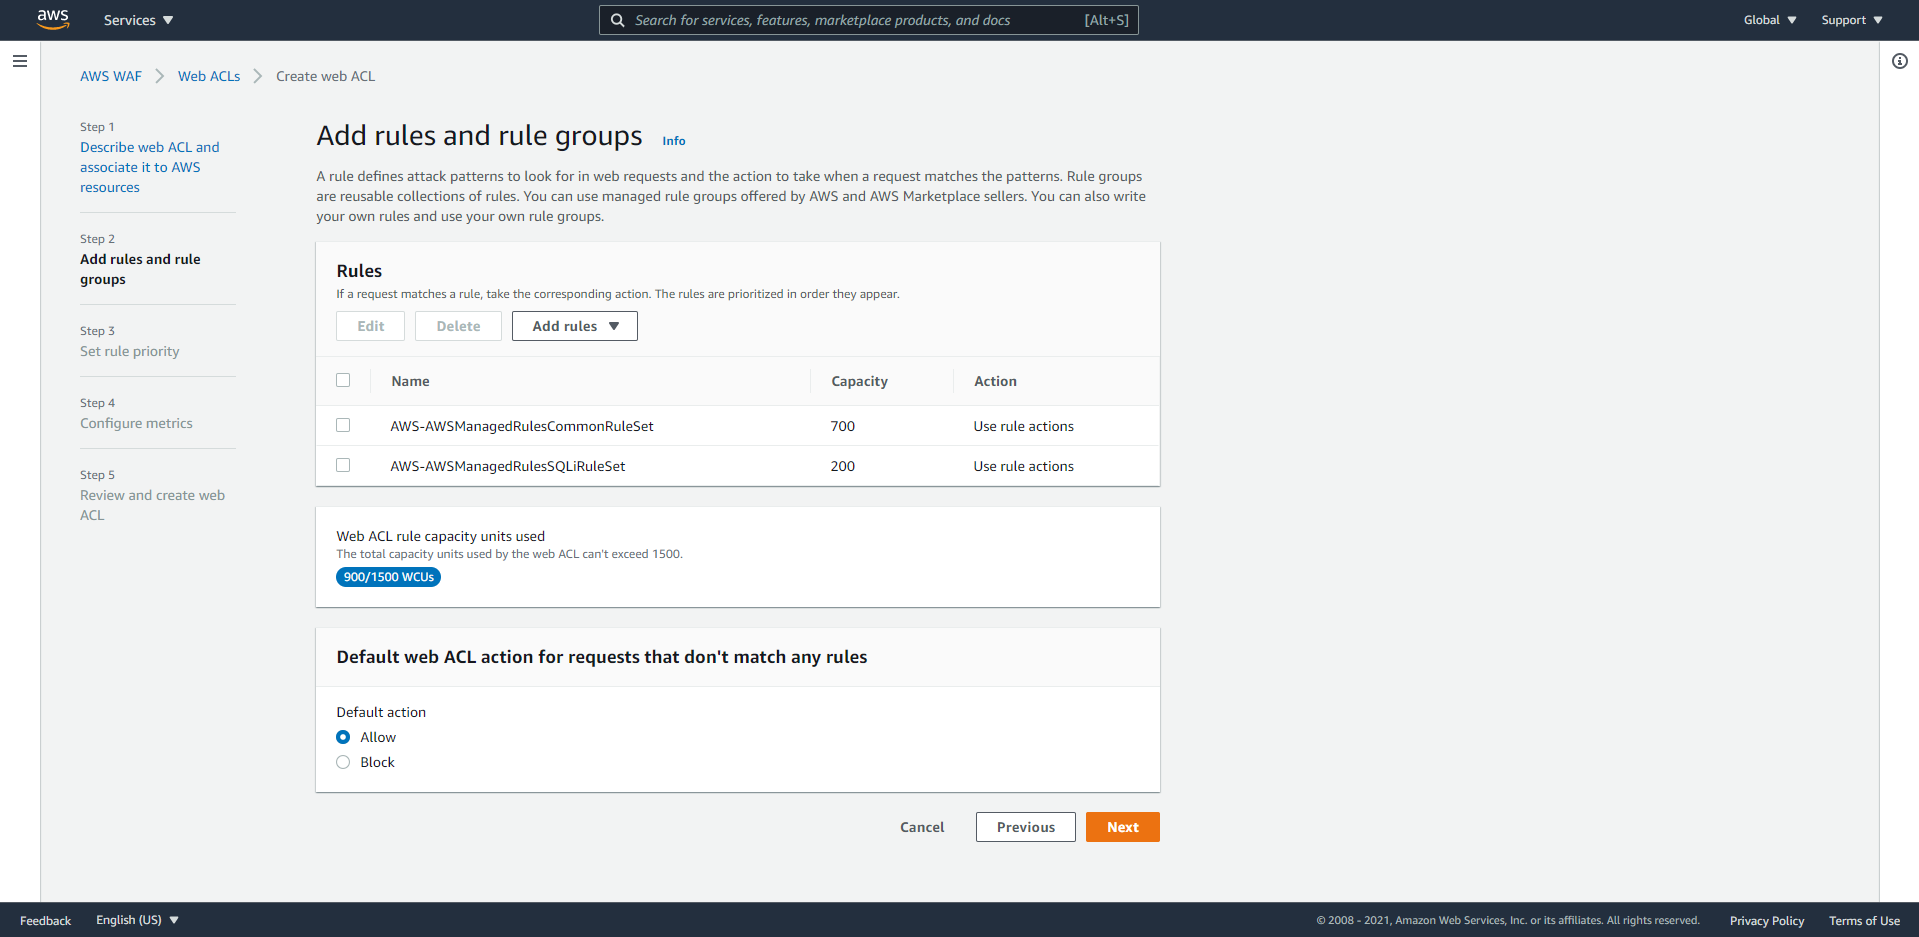 aws
Services
Search for services, features, marketplace products, and docs
[Alt+S]
Global
Support
AWS WAF
Web ACLs
Create web ACL
Step 1
Describe web ACL and
associate it to AWS
resources
Step 2
Add rules and rule
groups
Step 3
Set rule priority
Step 4
Configure metrics
Step 5
Review and create web
ACL
Add rules and rule groups Info
A rule defines attack patterns to look for in web requests and the action to take when a request matches the patterns. Rule groups
are reusable collections of rules. You can use managed rule groups offered by AWS and AWS Marketplace sellers. You can also write
your own rules and use your own rule groups.
Rules
If a request matches a rule, take the corresponding action. The rules are prioritized in order they appear.
Edit Delete Add rules
Name Capacity Action
AWS-AWSManagedRulesCommonRuleSet 700 Use rule actions
AWS-AWSManagedRulesSQLiRuleSet 200 Use rule actions
Web ACL rule capacity units used
The total capacity units used by the web ACL can't exceed 1500.
900/1500 WCUs
Default web ACL action for requests that don't match any rules
Default action
Allow
Block
Cancel Previous Next
Feedback English (US)
© 2008 - 2021, Amazon Web Services, Inc. or its affiliates. All rights reserved. Privacy Policy Terms of Use